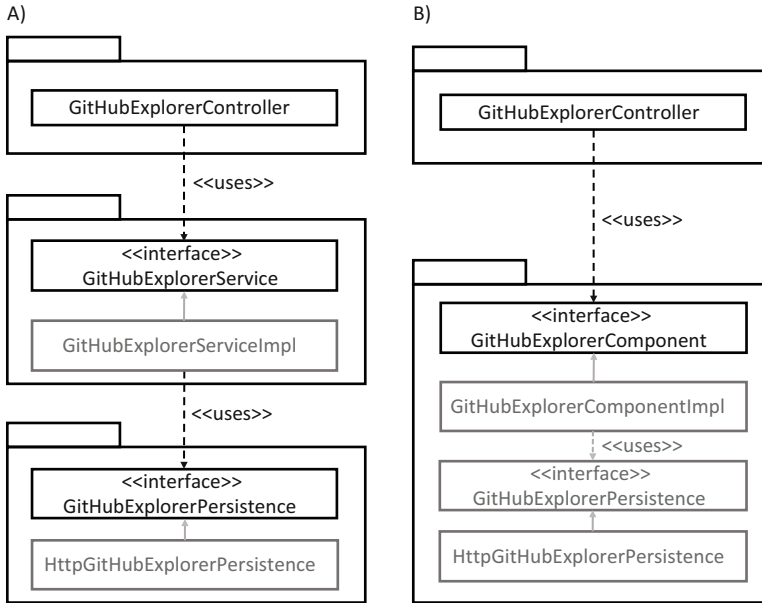 A)
GitHubExplorerController
<<uses>>
<<interface>>
GitHubExplorerService
GitHubExplorerServiceImpl
<<uses>>
<<interface>>
GitHubExplorerPersistence
HttpGitHubExplorerPersistence
B)
GitHubExplorerController
<<uses>>
<<interface>>
GitHubExplorerComponent
GitHubExplorerComponentImpl
<<uses>>
<<interface>>
GitHubExplorerPersistence
HttpGitHubExplorerPersistence